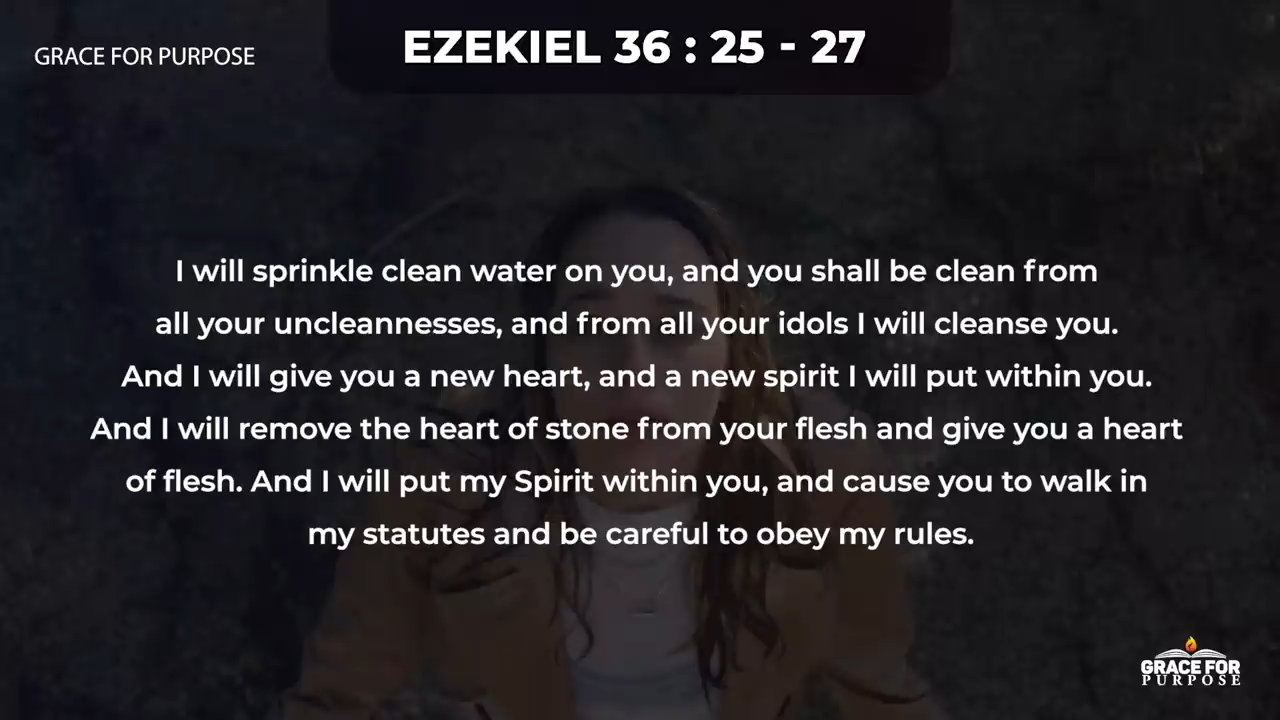 GRACE FOR PURPOSE
EZEKIEL 36 : 25 - 27
I will sprinkle clean water on you, and you shall be clean from
all your uncleannesses, and from all your idols I will cleanse you.
And I will give you a new heart, and a new spirit I will put within you.
And I will remove the heart of stone from your flesh and give you a heart
of flesh. And I will put my Spirit within you, and cause you to walk in
my statutes and be careful to obey my rules.
GRACE FOR
PURPOSE